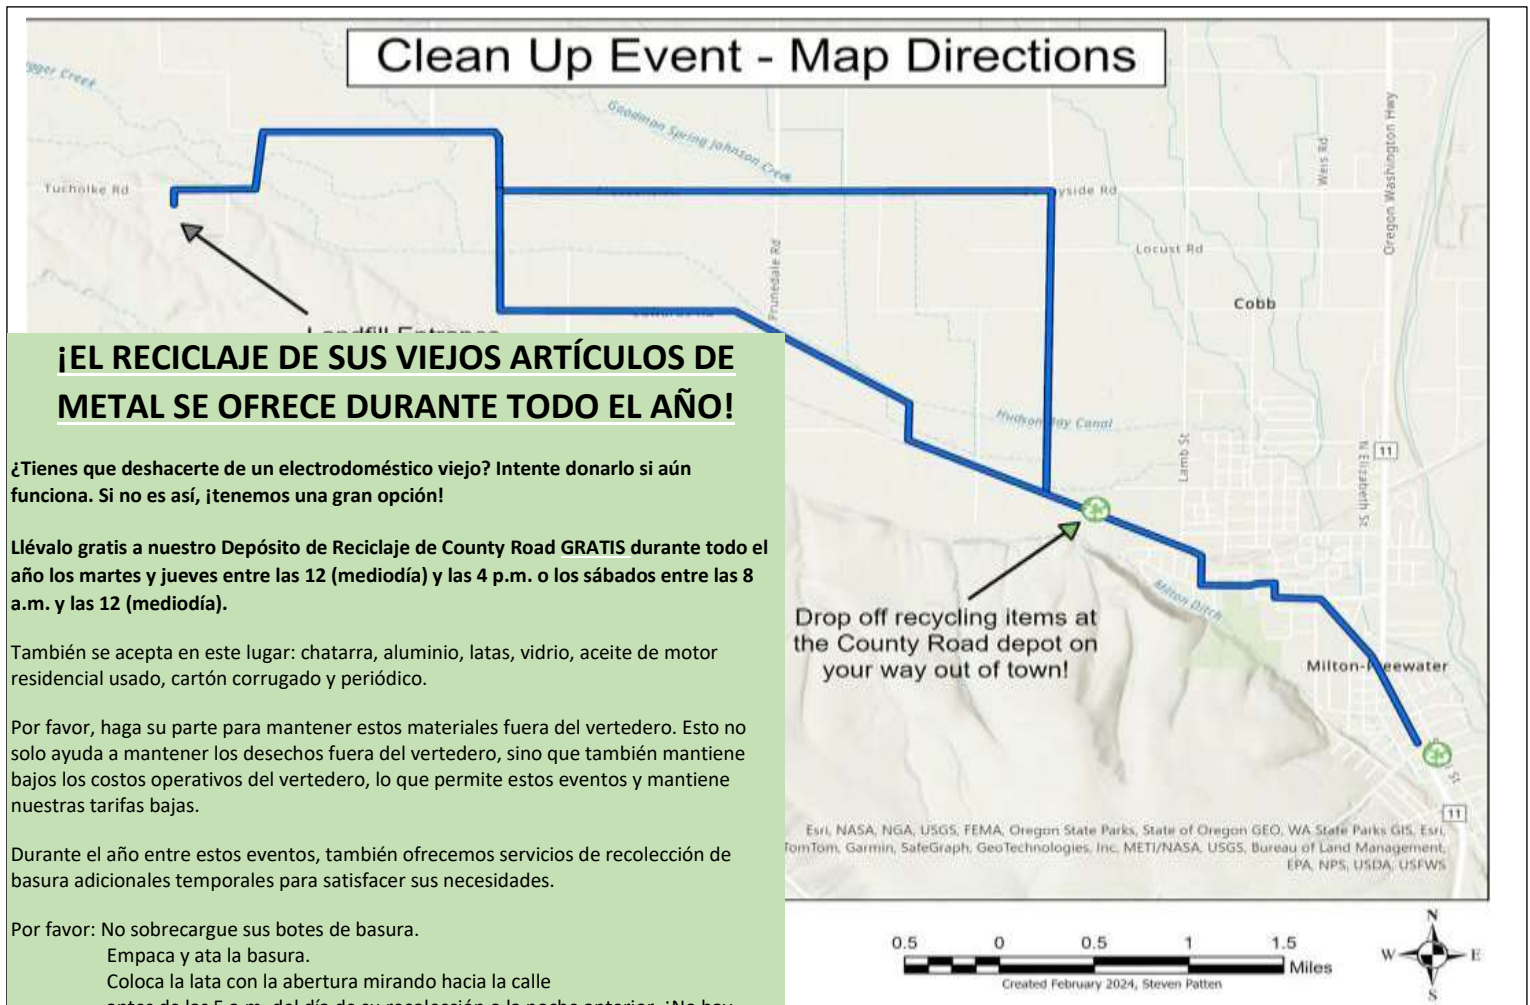 Clean Up Event - Map Directions
Goodman Spring Johnson Creek
Tucholke Rd
yside Rd
Weis Rd
Oregon Washington Hwy
Locust Rd
Prunedale Rd
Cobb
¡EL RECICLAJE DE SUS VIEJOS ARTÍCULOS DE
METAL SE OFRECE DURANTE TODO EL AÑO!
¿Tienes que deshacerte de un electrodoméstico viejo? Intente donarlo si aún
funciona. Si no es así, ¡tenemos una gran opción!
Llévalo gratis a nuestro Depósito de Reciclaje de County Road GRATIS durante todo el
año los martes y jueves entre las 12 (mediodía) y las 4 p.m. o los sábados entre las 8
a.m. y las 12 (mediodía).
También se acepta en este lugar: chatarra, aluminio, latas, vidrio, aceite de motor
residencial usado, cartón corrugado y periódico.
Por favor, haga su parte para mantener estos materiales fuera del vertedero. Esto no
solo ayuda a mantener los desechos fuera del vertedero, sino que también mantiene
bajos los costos operativos del vertedero, lo que permite estos eventos y mantiene
nuestras tarifas bajas.
Durante el año entre estos eventos, también ofrecemos servicios de recolección de
basura adicionales temporales para satisfacer sus necesidades.
Por favor: No sobrecargue sus botes de basura.
Empaca y ata la basura.
Coloca la lata con la abertura mirando hacia la calle
Hudson Bay Canal
Lamb St
N Elizabeth St
11
Milton Ditch
Drop off recycling items at
the County Road depot on
your way out of town!
Milton-Freewater
11
Esri, NASA, NGA, USGS, FEMA, Oregon State Parks, State of Oregon GEO, WA State Parks GIS, Esri,
TomTom, Garmin, SafeGraph, GeoTechnologies, Inc, METI/NASA, USGS, Bureau of Land Management,
EPA, NPS, USDA, USFWS
0.5 0 0.5 1 1.5
Miles
Created February 2024, Steven Patten
N
W E
S